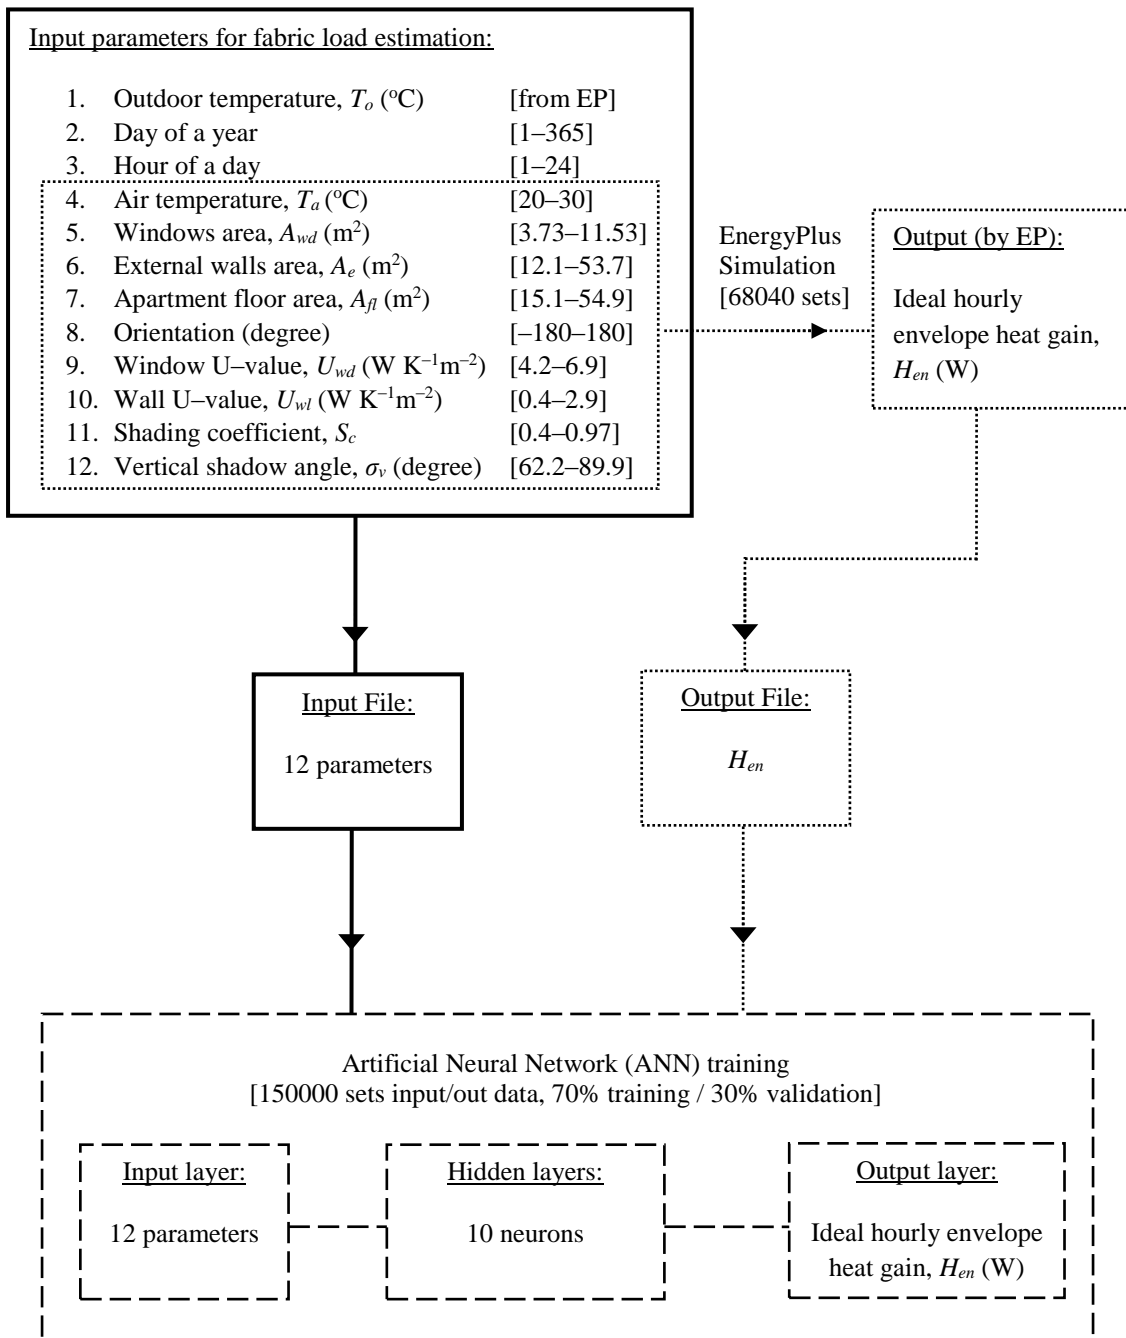 Input parameters for fabric load estimation:
1. Outdoor temperature, To (°C) [from EP]
2. Day of a year [1–365]
3. Hour of a day [1–24]
4. Air temperature, Ta (°C) [20–30]
5. Windows area, Awd (m²) [3.73–11.53]
6. External walls area, Ae (m²) [12.1–53.7]
7. Apartment floor area, Afl (m²) [15.1–54.9]
8. Orientation (degree) [–180–180]
9. Window U–value, Uwd (W K⁻¹m⁻²) [4.2–6.9]
10. Wall U–value, Uwl (W K⁻¹m⁻²) [0.4–2.9]
11. Shading coefficient, Sc [0.4–0.97]
12. Vertical shadow angle, σv (degree) [62.2–89.9]
EnergyPlus
Simulation
[68040 sets]
Output (by EP):
Ideal hourly
envelope heat gain,
Hen (W)
Input File:
12 parameters
Output File:
Hen
Artificial Neural Network (ANN) training
[150000 sets input/out data, 70% training / 30% validation]
Input layer:
12 parameters
Hidden layers:
10 neurons
Output layer:
Ideal hourly envelope
heat gain, Hen (W)